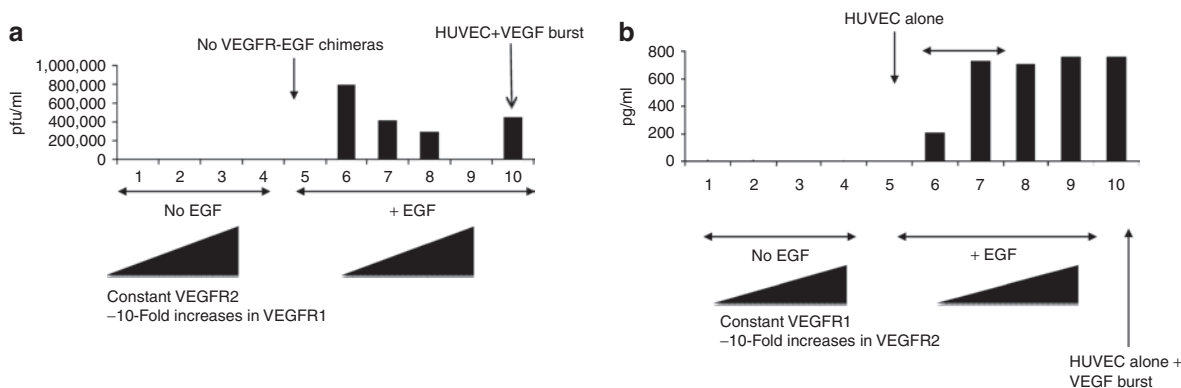 a
No VEGFR-EGF chimeras
HUVEC+VEGF burst
pfu/ml
1,000,000
800,000
600,000
400,000
200,000
0
1 2 3 4 5 6 7 8 9 10
No EGF
+ EGF
Constant VEGFR2
–10-Fold increases in VEGFR1
b
HUVEC alone
pg/ml
800
600
400
200
0
1 2 3 4 5 6 7 8 9 10
No EGF
+ EGF
Constant VEGFR1
–10-Fold increases in VEGFR2
HUVEC alone +
VEGF burst